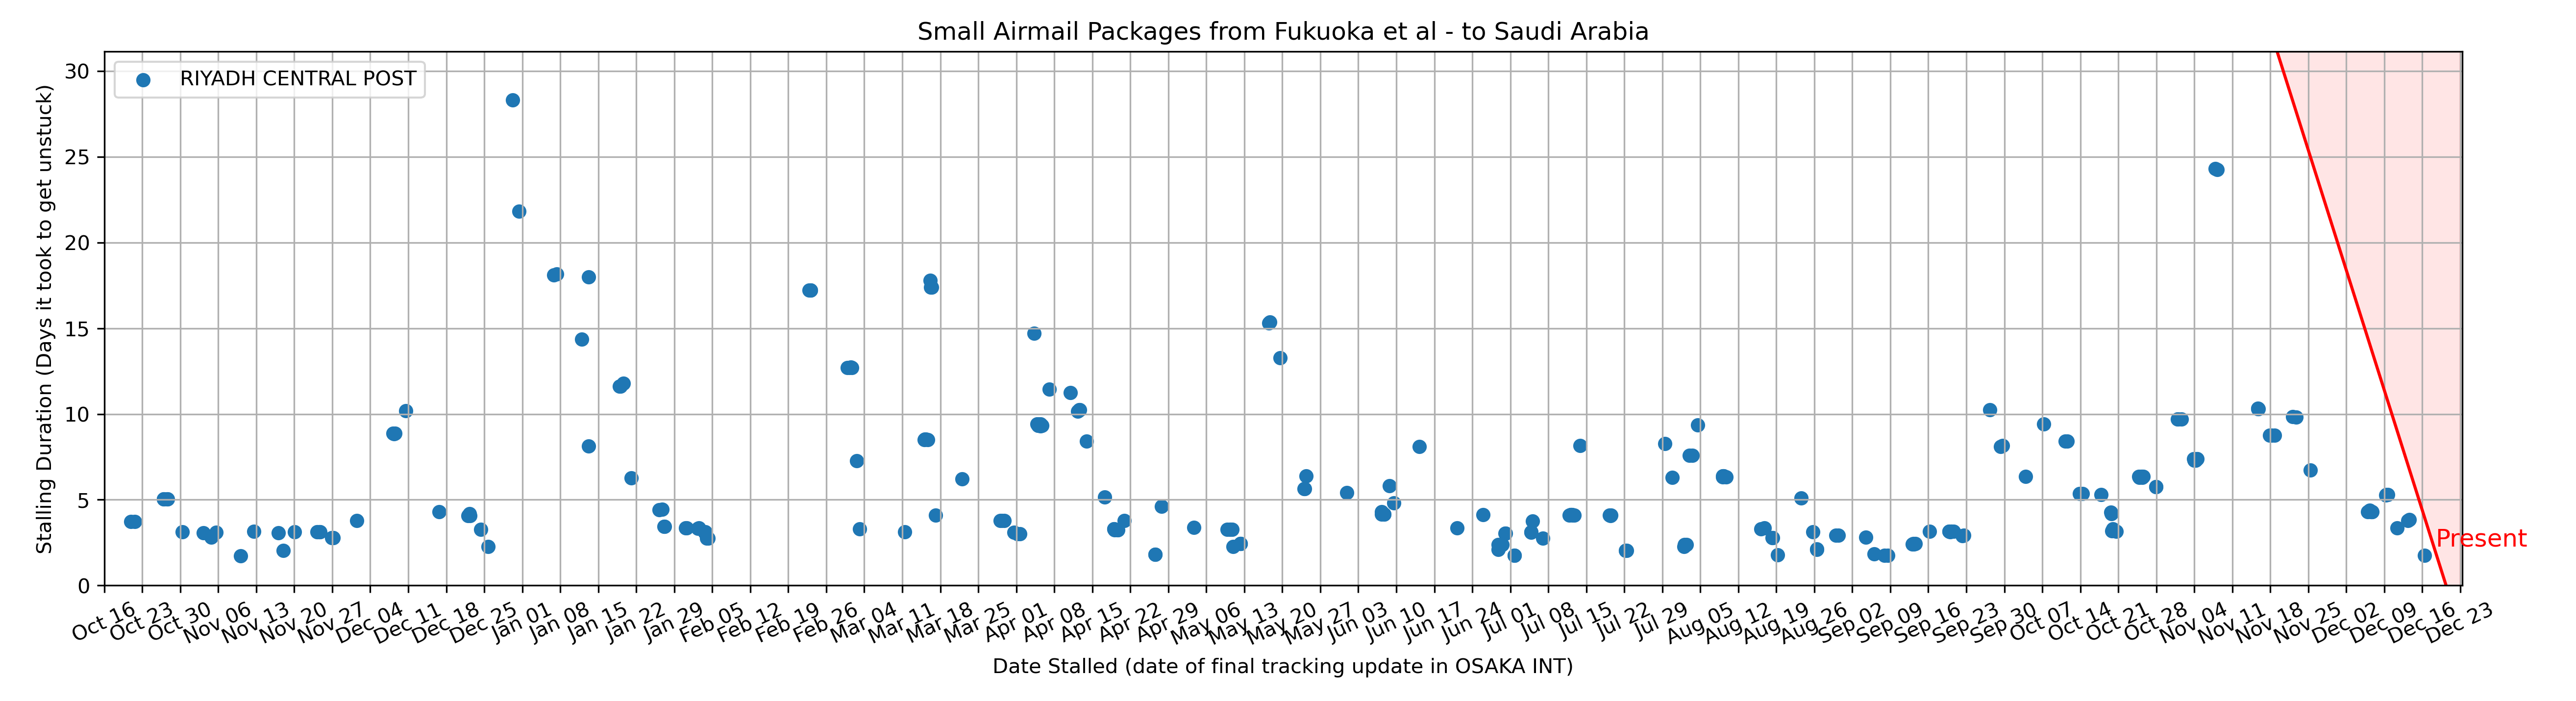 Small Airmail Packages from Fukuoka et al - to Saudi Arabia
RIYADH CENTRAL POST
Stalling Duration (Days it took to get unstuck)
30
25
20
15
10
5
0
Present
Oct 16 Oct 23 Oct 30 Nov 06 Nov 13 Nov 20 Nov 27 Dec 04 Dec 11 Dec 18 Dec 25 Jan 01 Jan 08 Jan 15 Jan 22 Jan 29 Feb 05 Feb 12 Feb 19 Feb 26 Mar 04 Mar 11 Mar 18 Mar 25 Apr 01 Apr 08 Apr 15 Apr 22 Apr 29 May 06 May 13 May 20 May 27 Jun 03 Jun 10 Jun 17 Jun 24 Jul 01 Jul 08 Jul 15 Jul 22 Jul 29 Aug 05 Aug 12 Aug 19 Aug 26 Sep 02 Sep 09 Sep 16 Sep 23 Sep 30 Oct 07 Oct 14 Oct 21 Oct 28 Nov 04 Nov 11 Nov 18 Nov 25 Dec 02 Dec 09 Dec 16 Dec 23
Date Stalled (date of final tracking update in OSAKA INT)